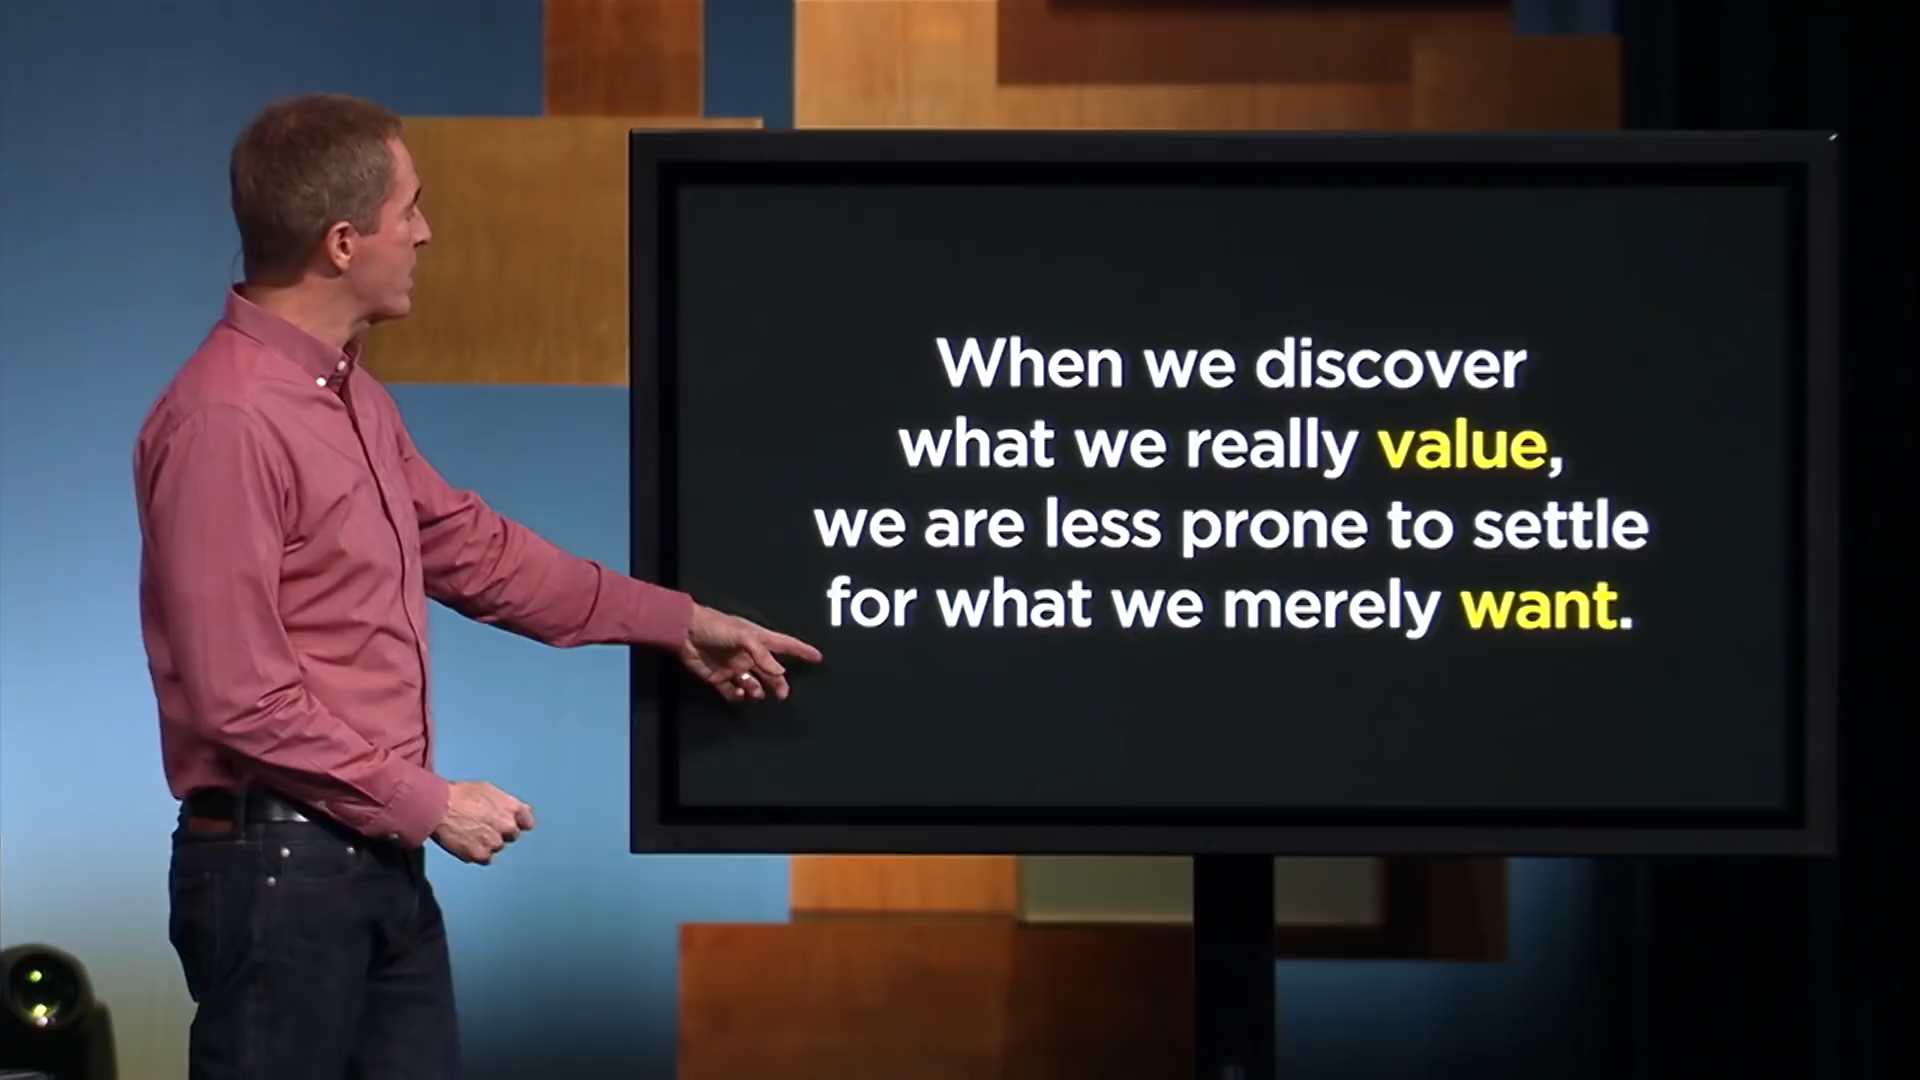 When we discover
what we really value,
we are less prone to settle
for what we merely want.